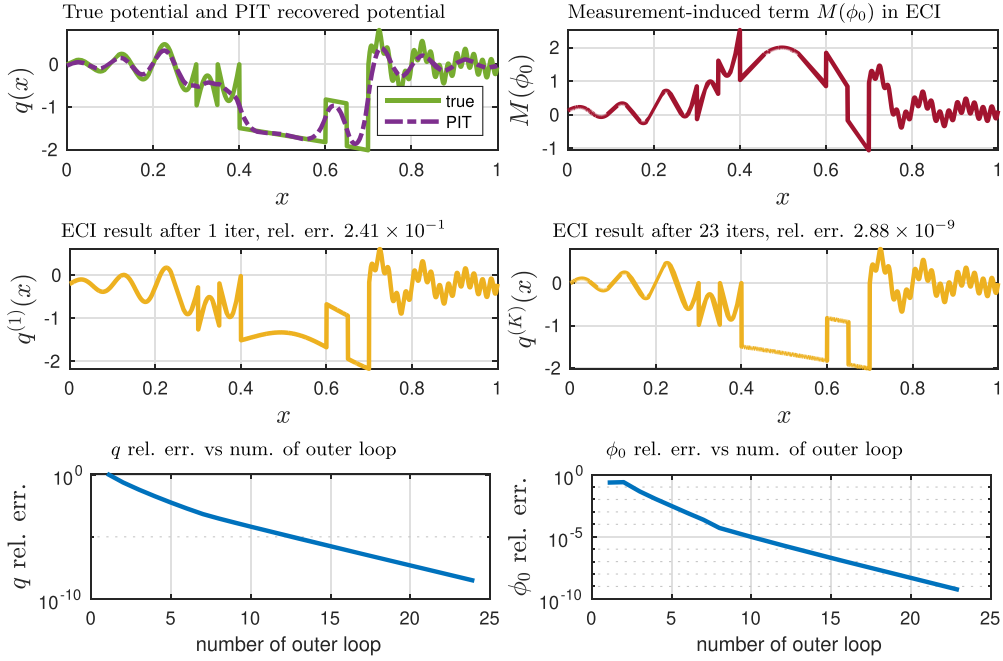 True potential and PIT recovered potential
q(x)
0
-1
-2
true
PIT
0 0.2 0.4 0.6 0.8 1
x
Measurement-induced term M(ϕ₀) in ECI
M(ϕ₀)
2
1
0
-1
0 0.2 0.4 0.6 0.8 1
x
ECI result after 1 iter, rel. err. 2.41 × 10⁻¹
q⁽¹⁾(x)
0
-1
-2
0 0.2 0.4 0.6 0.8 1
x
ECI result after 23 iters, rel. err. 2.88 × 10⁻⁹
q⁽ᴷ⁾(x)
0
-1
-2
0 0.2 0.4 0.6 0.8 1
x
q rel. err. vs num. of outer loop
q rel. err.
10⁰
10⁻¹⁰
0 5 10 15 20 25
number of outer loop
ϕ₀ rel. err. vs num. of outer loop
ϕ₀ rel. err.
10⁰
10⁻⁵
10⁻¹⁰
0 5 10 15 20 25
number of outer loop